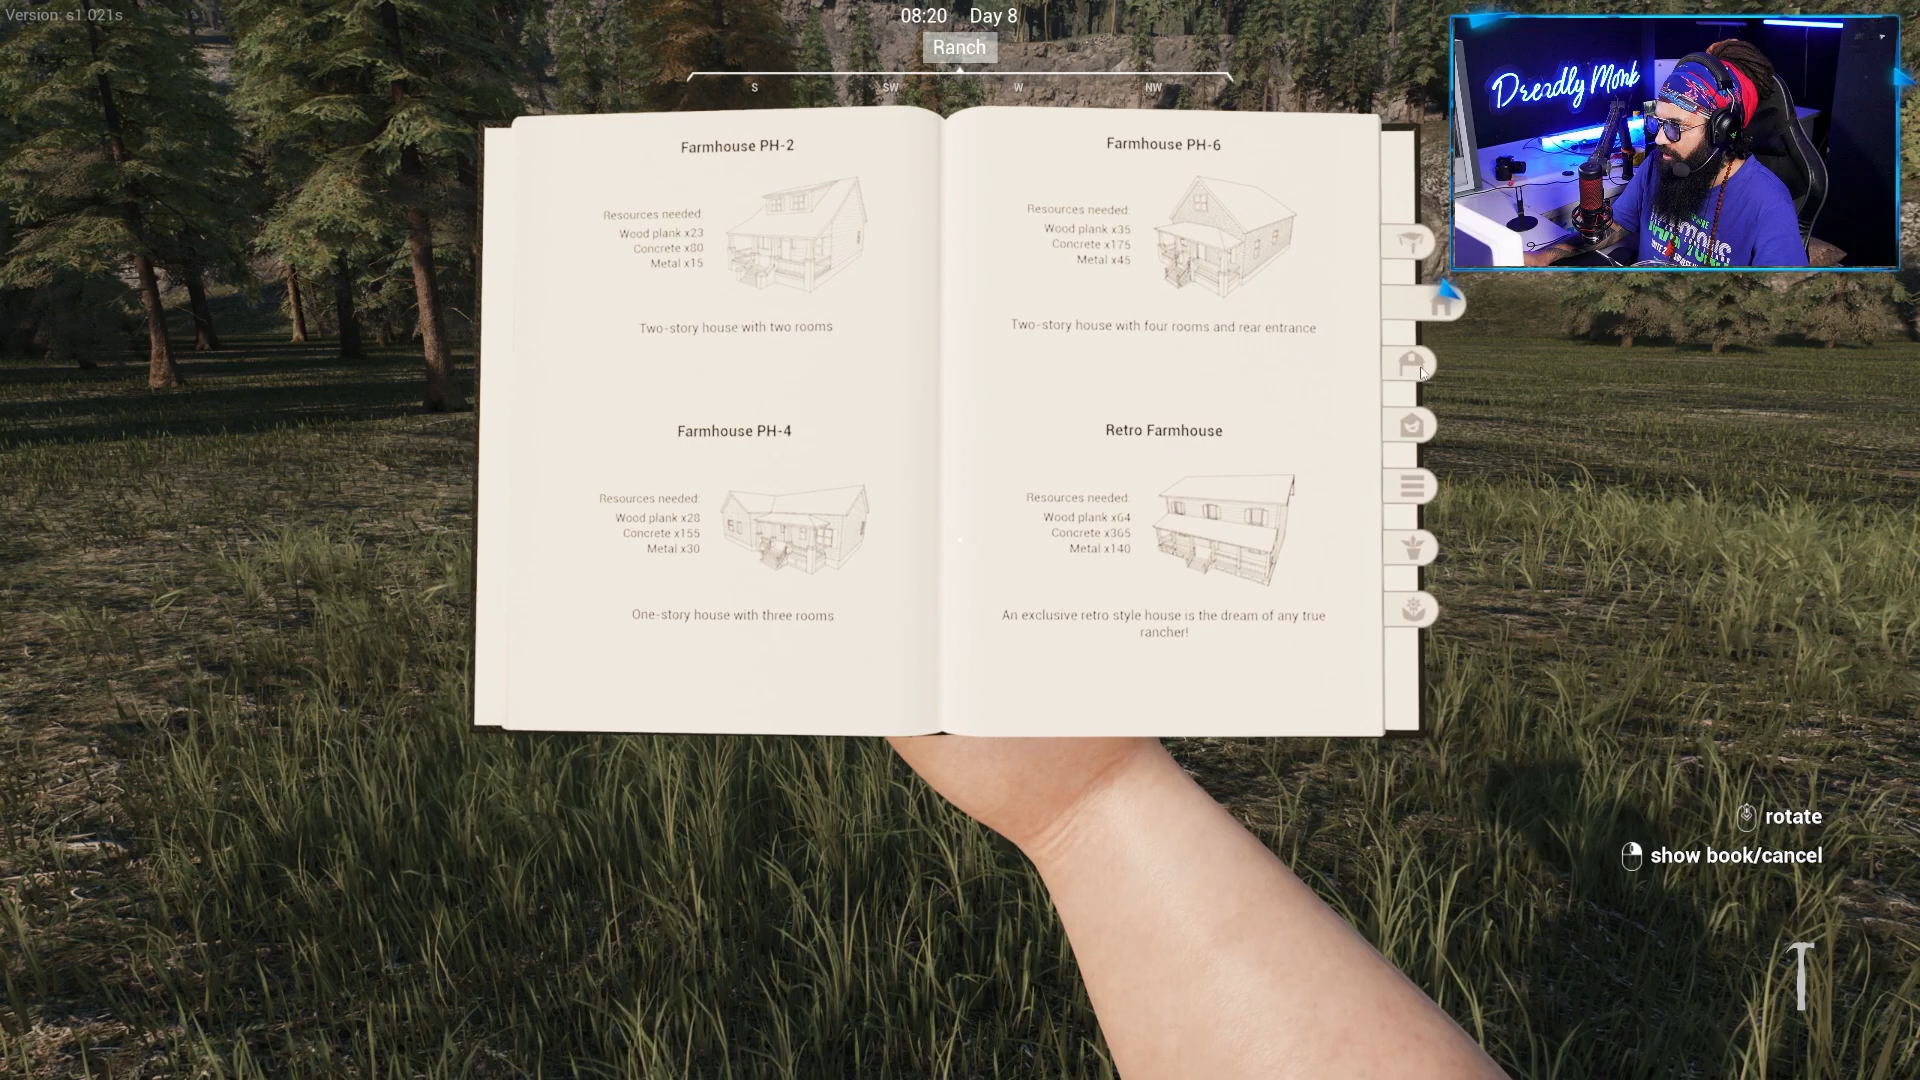 Version: s1.021s
08:20 Day 8
Ranch
S SW W NW
Dreadly Monk
Farmhouse PH-2
Resources needed:
Wood plank x23
Concrete x80
Metal x15
Two-story house with two rooms
Farmhouse PH-4
Resources needed:
Wood plank x28
Concrete x155
Metal x30
One-story house with three rooms
Farmhouse PH-6
Resources needed:
Wood plank x35
Concrete x175
Metal x45
Two-story house with four rooms and rear entrance
Retro Farmhouse
Resources needed:
Wood plank x64
Concrete x365
Metal x140
An exclusive retro style house is the dream of any true
rancher!
rotate
show book/cancel